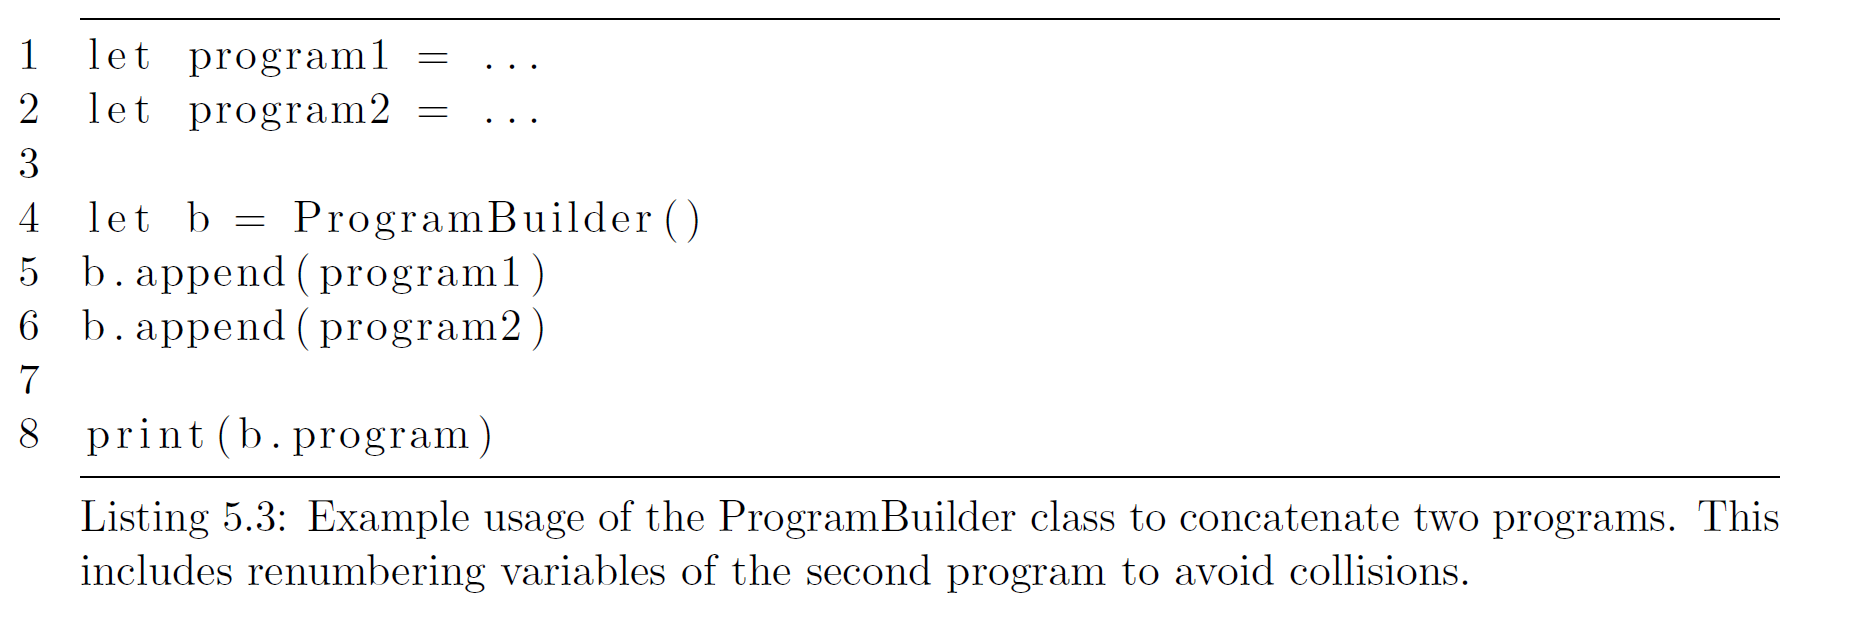 1 let program1 = ...
2 let program2 = ...
3
4 let b = ProgramBuilder()
5 b.append(program1)
6 b.append(program2)
7
8 print(b.program)
Listing 5.3: Example usage of the ProgramBuilder class to concatenate two programs. This
includes renumbering variables of the second program to avoid collisions.